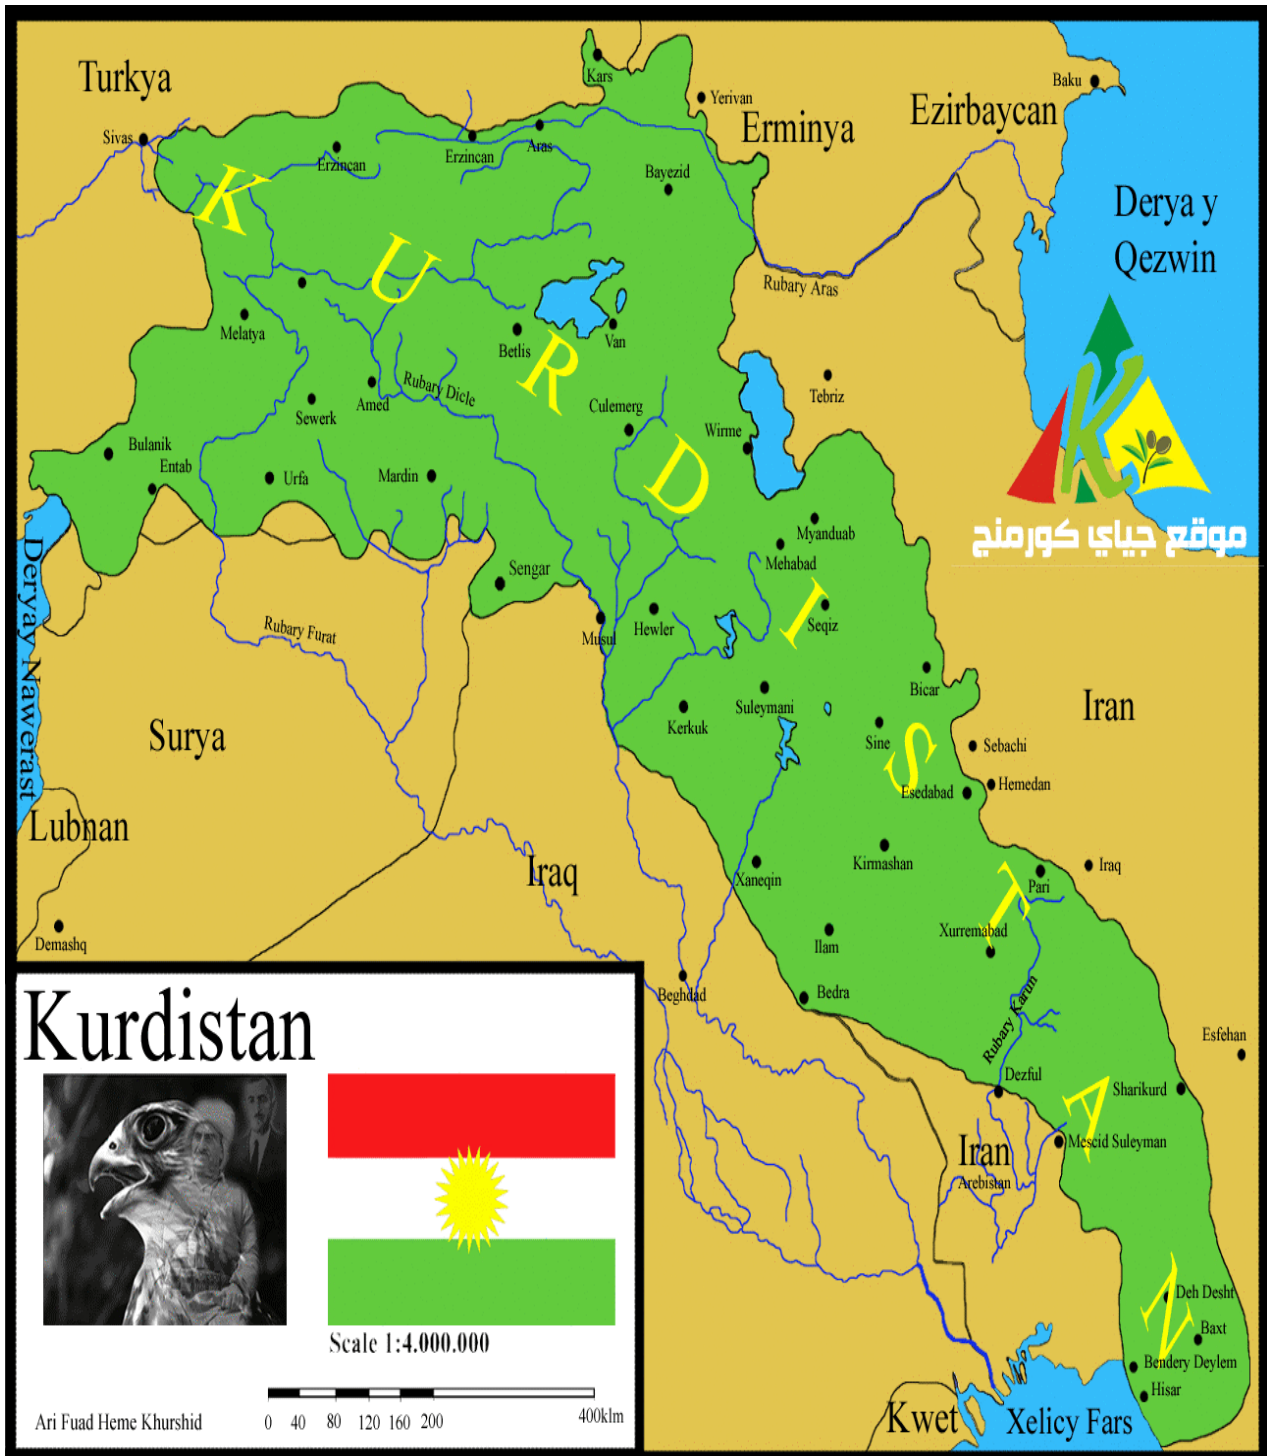 Turkya
Sivas
Kars
Yerivan
Erminya
Ezirbaycan
Baku
Erzincan
Erzincan
Aras
Bayezid
Derya y
Qezwin
Rubary Aras
KURDISTAN
Melatya
Betlis
Van
Tebriz
Rubary Dicle
Amed
Sewerk
Culemerg
Wirme
Bulanik
Entab
Urfa
Mardin
Myanduab
Mehabad
موقع جياي كورمنج
Deryay Nawerast
Sengar
Rubary Furat
Musul
Hewler
Seqiz
Bicar
Suleymani
Kerkuk
Sine
Sebachi
Iran
Surya
Hemedan
Esedabad
Lubnan
Kirmashan
Iraq
Xaneqin
Iraq
Pari
Demashq
Ilam
Xurremabad
Beghdad
Bedra
Rubary Karun
Esfehan
Dezful
Sharikurd
Mescid Suleyman
Iran
Arebistan
Deh Desht
Baxt
Bendery Deylem
Hisar
Kwet
Xelicy Fars
Kurdistan
Scale 1:4.000.000
0 40 80 120 160 200 400klm
Ari Fuad Heme Khurshid